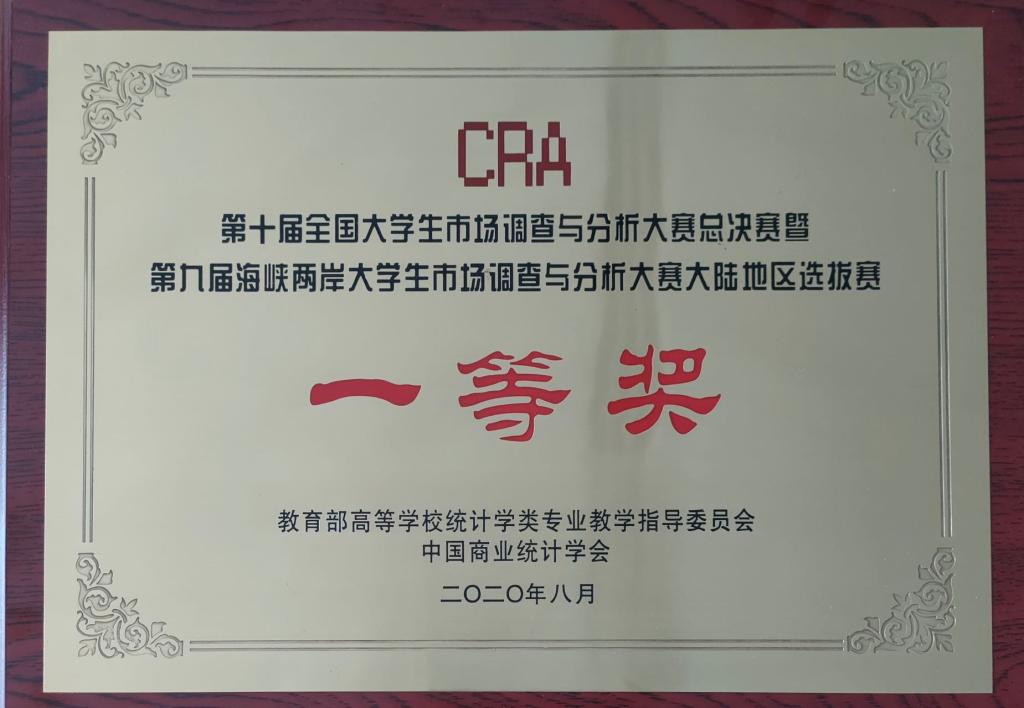 CRA
第十届全国大学生市场调查与分析大赛总决赛暨
第九届海峡两岸大学生市场调查与分析大赛大陆地区选拔赛
一等奖
教育部高等学校统计学类专业教学指导委员会
中国商业统计学会
二〇二〇年八月